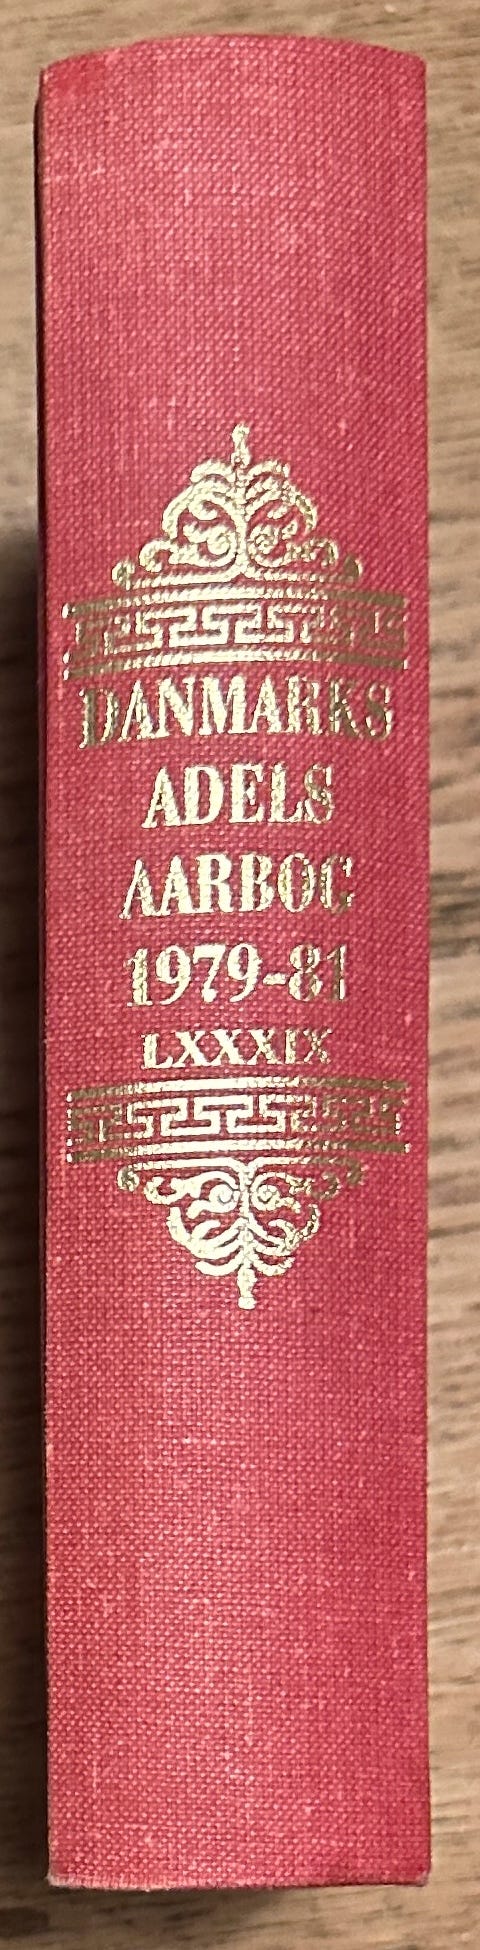 DANMARKS
ADELS
AARBOG
1979-81
LXXXIX